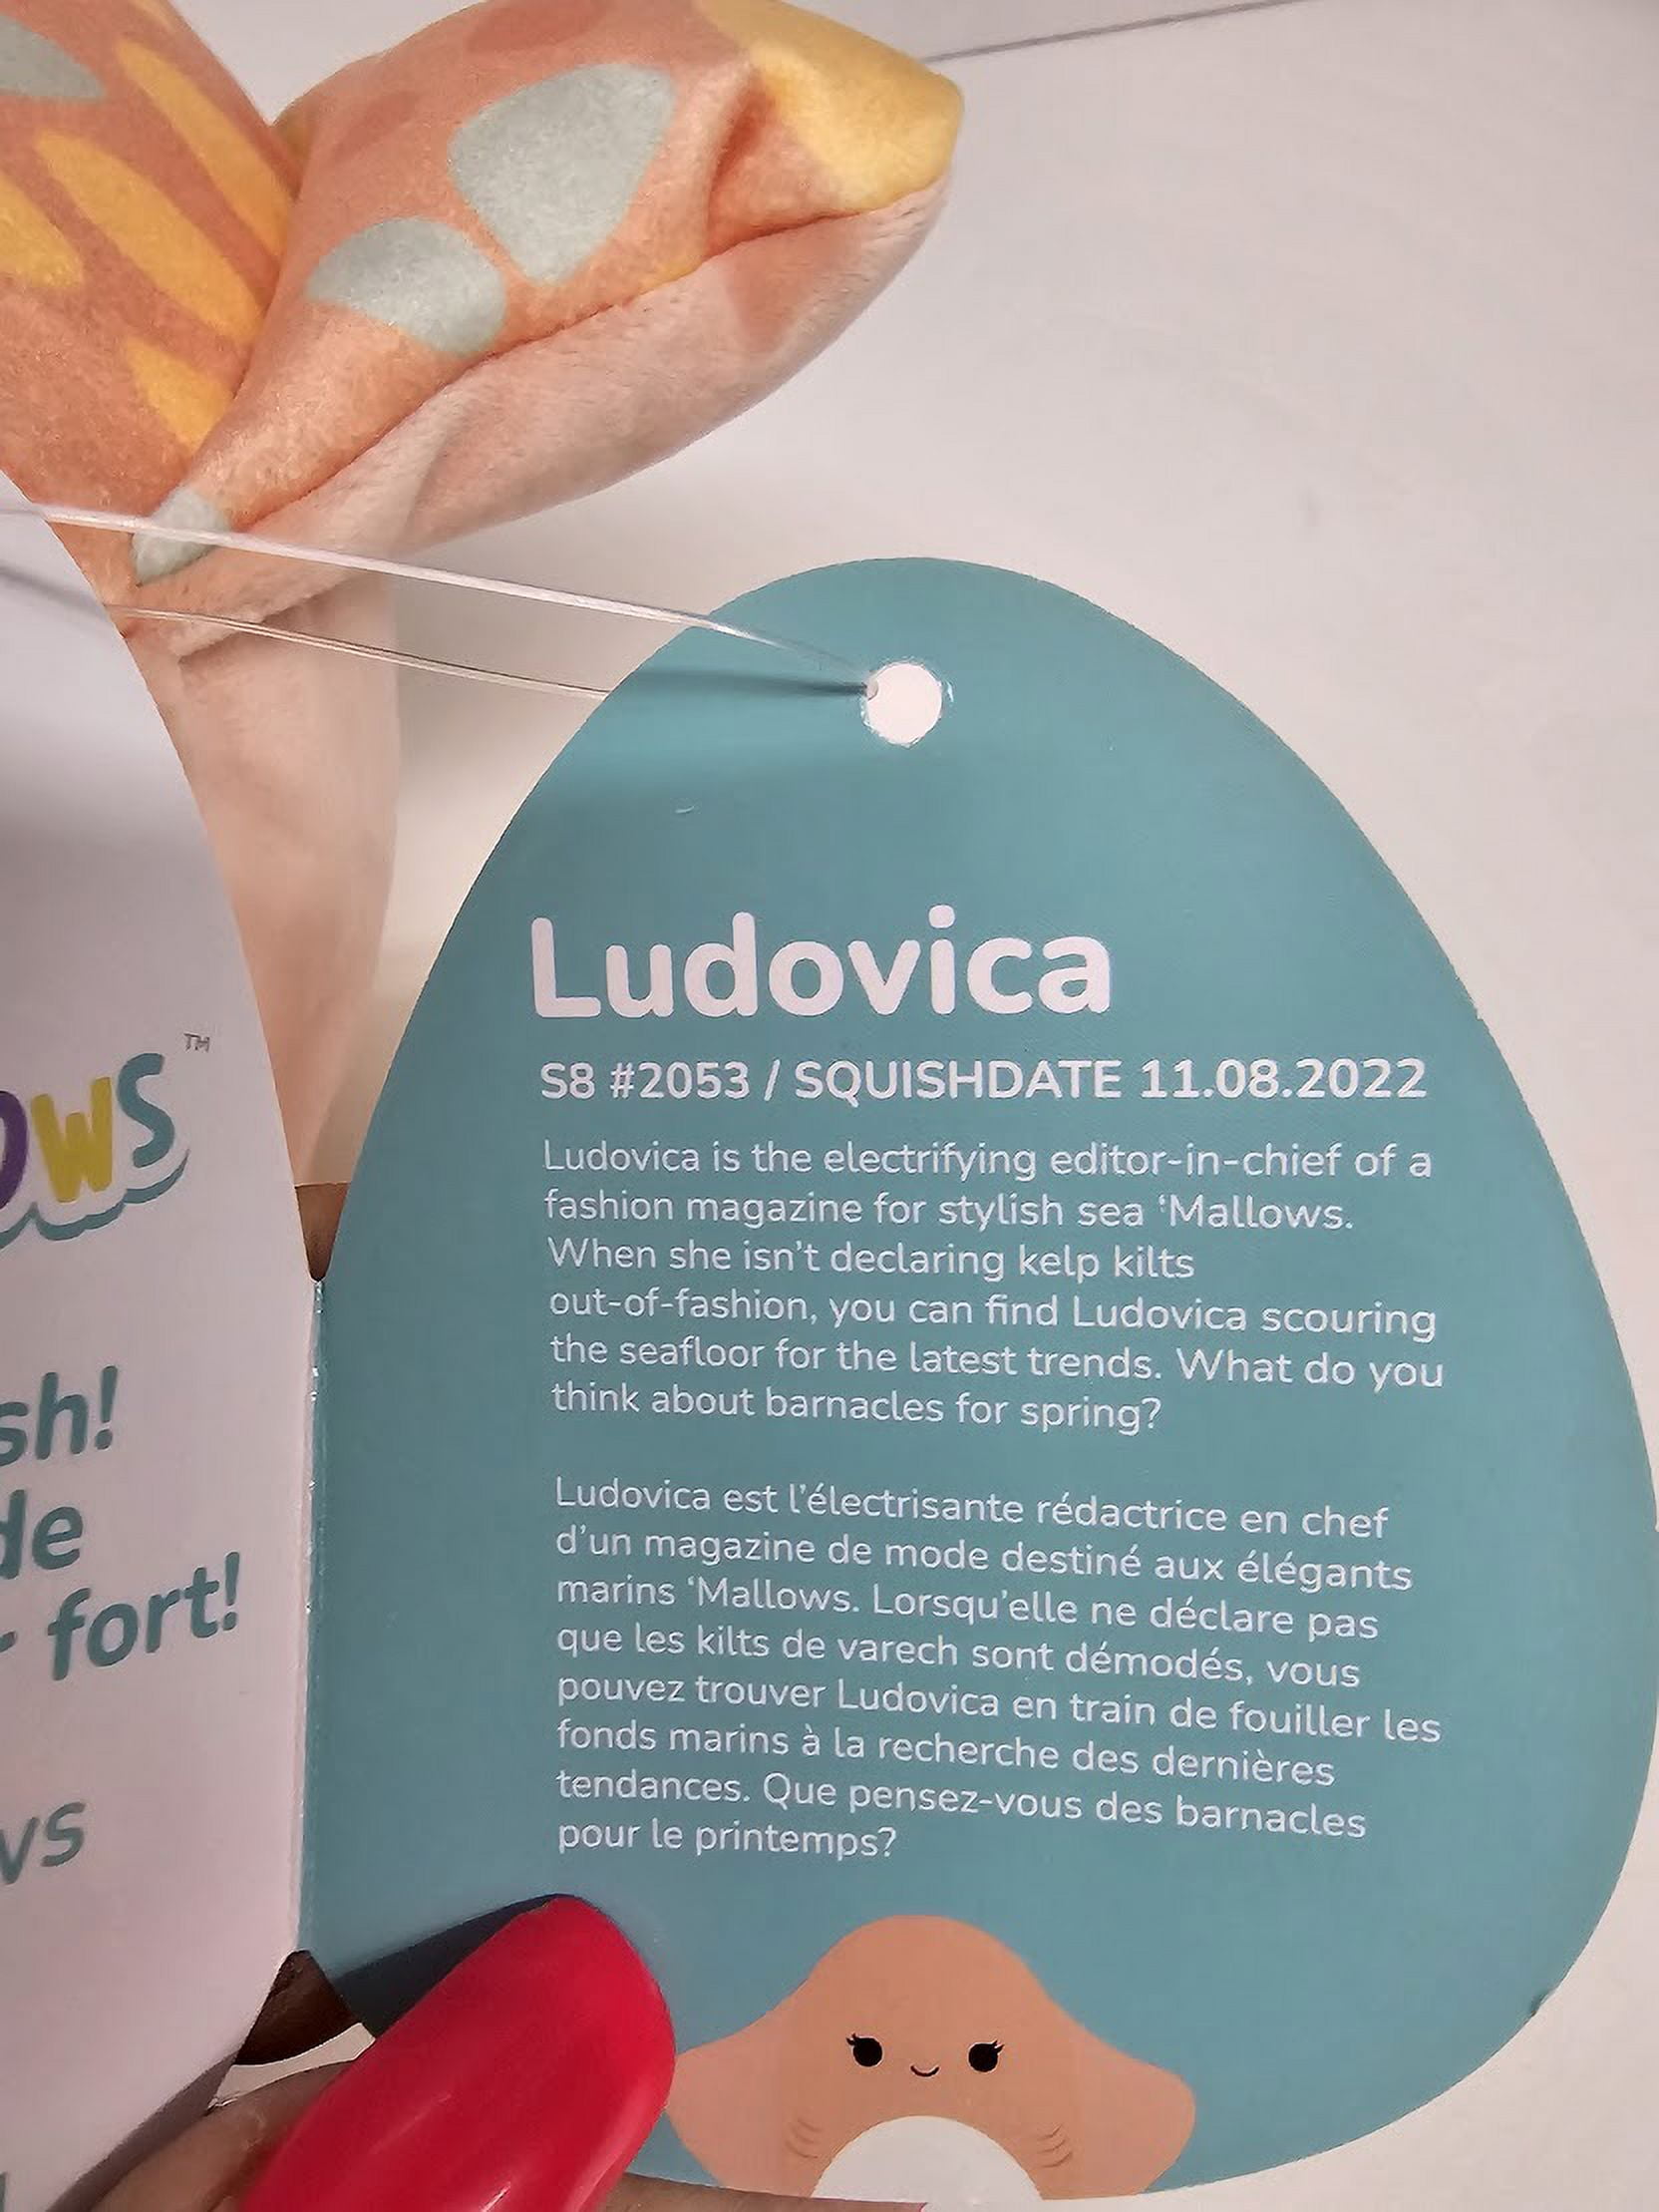 ows™
sh!
de
fort!
ws
Ludovica
S8 #2053 / SQUISHDATE 11.08.2022
Ludovica is the electrifying editor-in-chief of a
fashion magazine for stylish sea ‘Mallows.
When she isn’t declaring kelp kilts
out-of-fashion, you can find Ludovica scouring
the seafloor for the latest trends. What do you
think about barnacles for spring?
Ludovica est l’électrisante rédactrice en chef
d’un magazine de mode destiné aux élégants
marins ‘Mallows. Lorsqu’elle ne déclare pas
que les kilts de varech sont démodés, vous
pouvez trouver Ludovica en train de fouiller les
fonds marins à la recherche des dernières
tendances. Que pensez-vous des barnacles
pour le printemps?